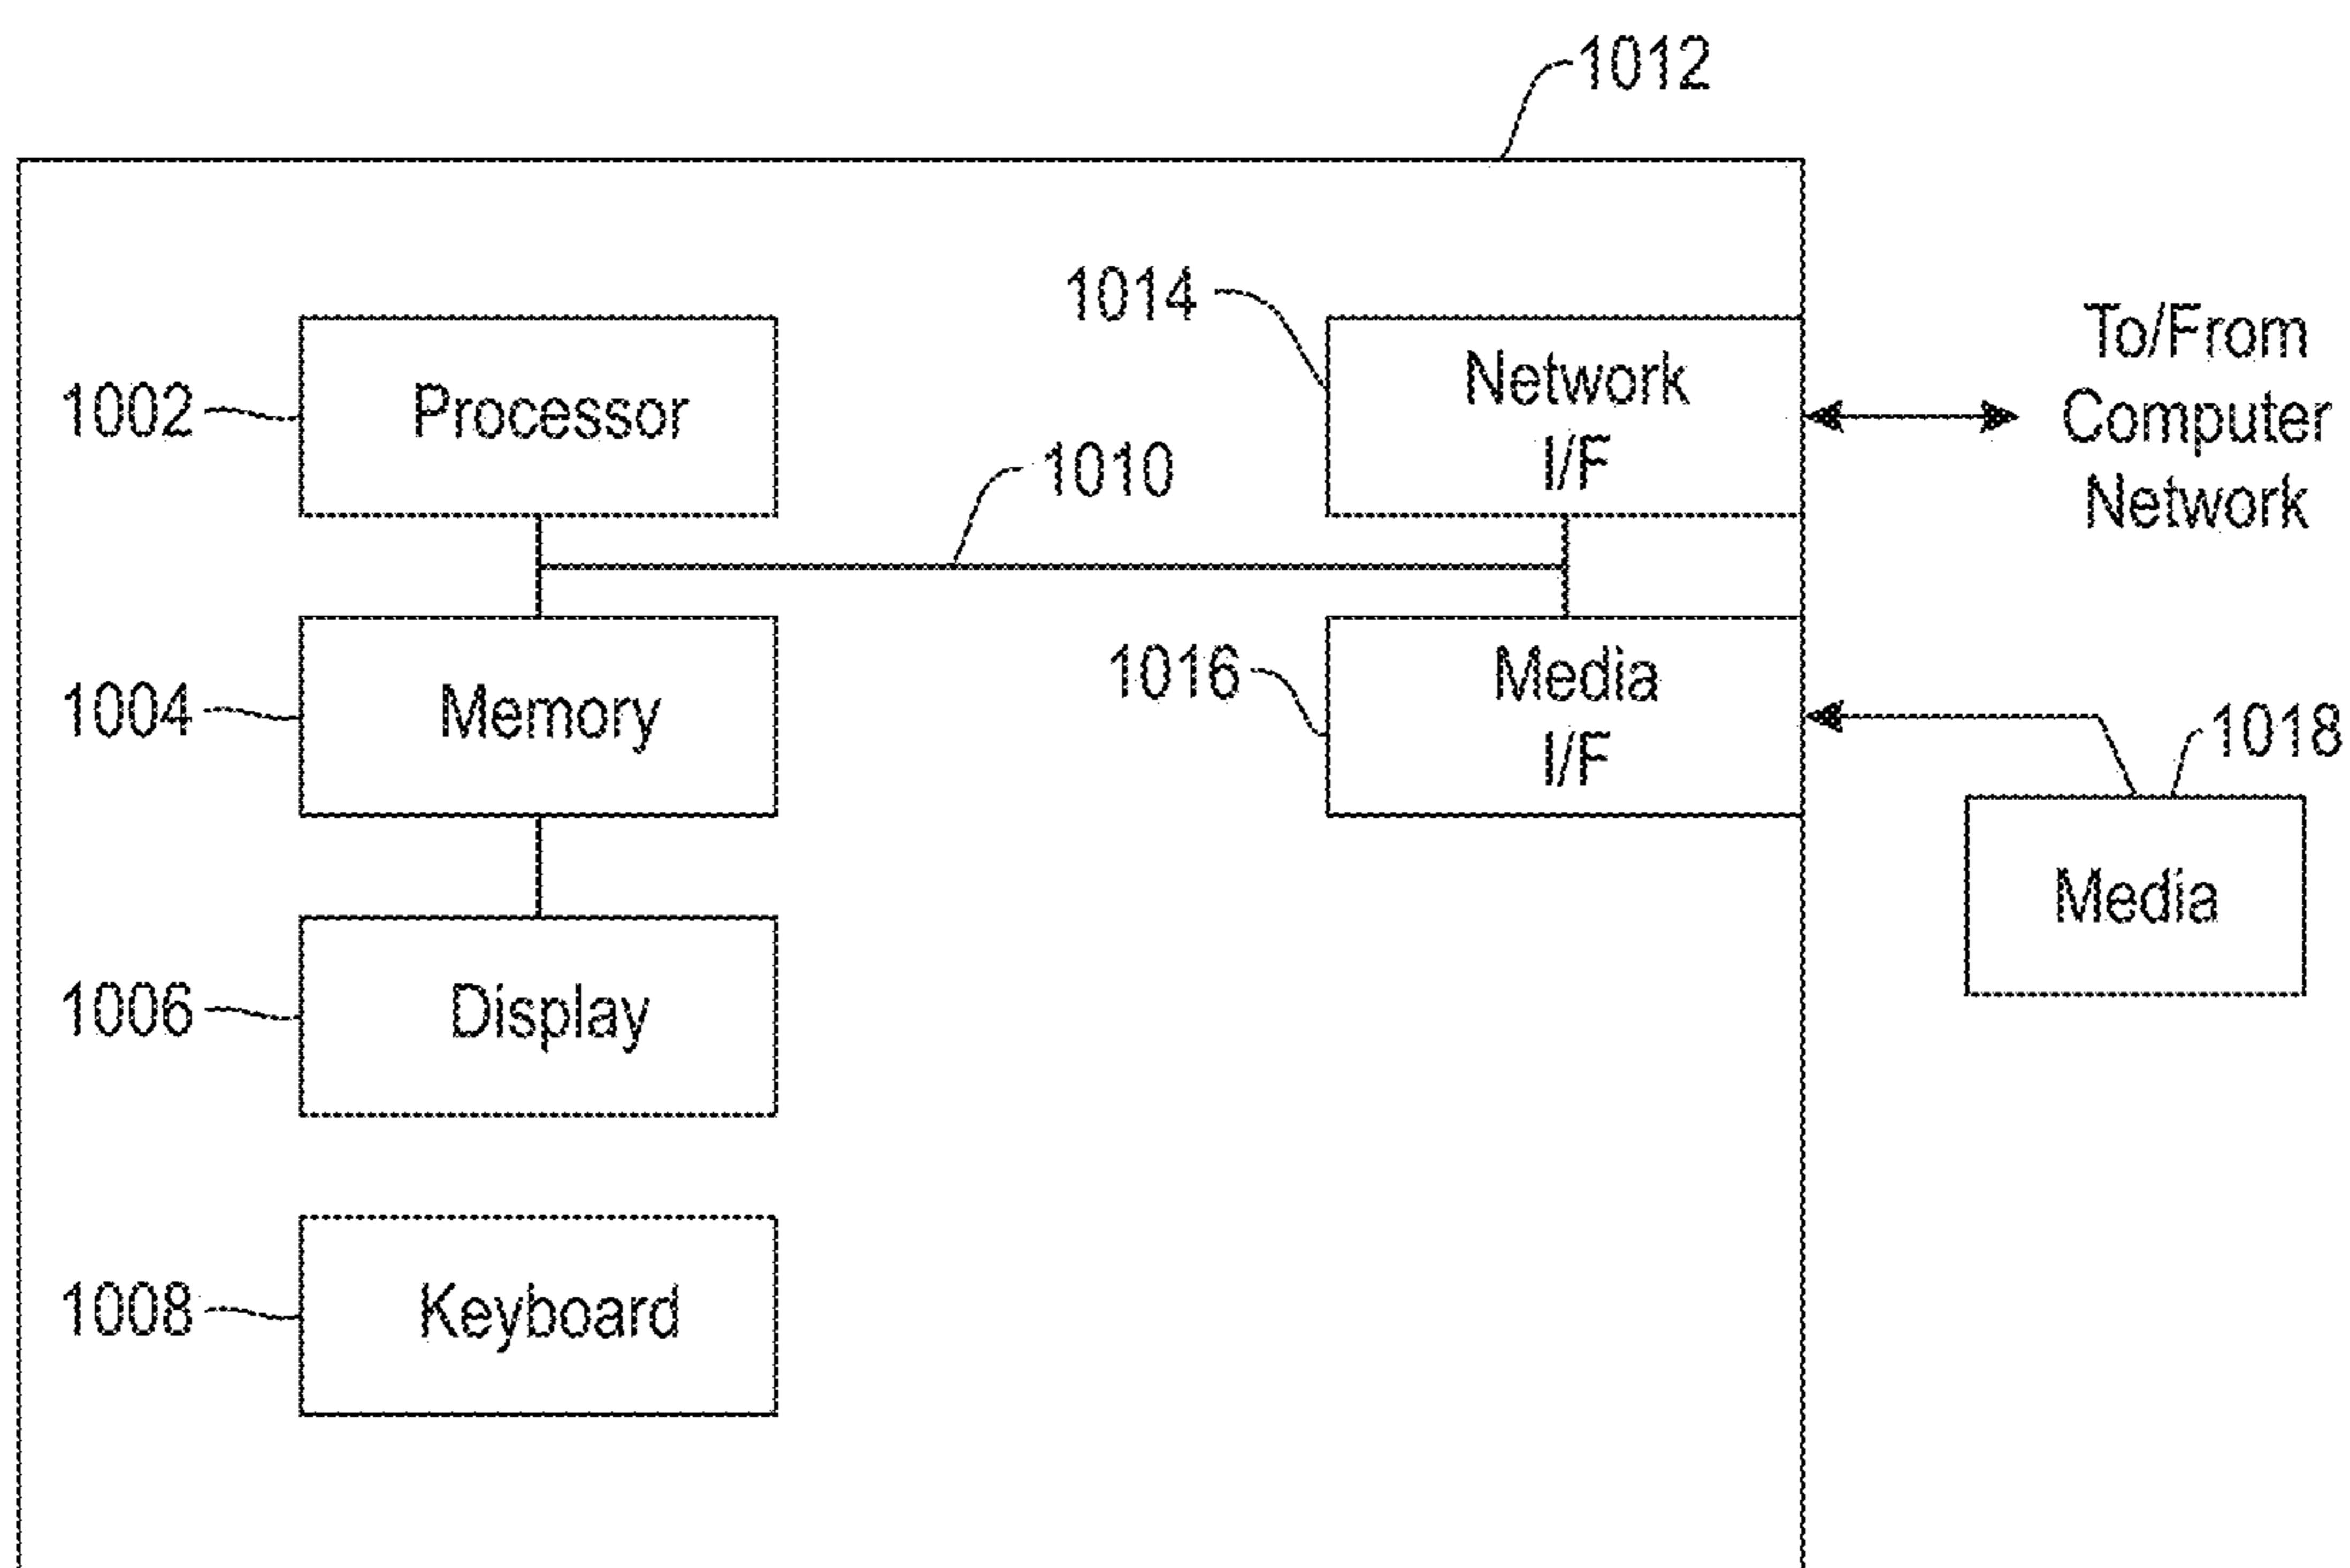 1012
1014
Network
I/F
To/From
Computer
Network
1002
Processor
1010
1004
Memory
1016
Media
I/F
1018
Media
1006
Display
1008
Keyboard